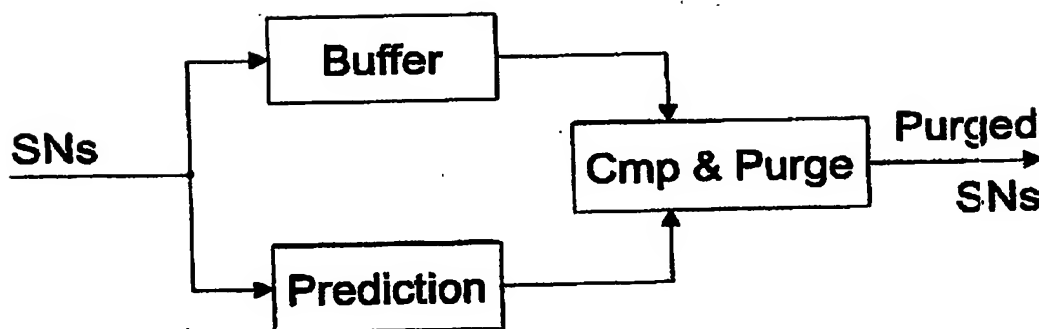 Buffer
SNs
Cmp & Purge
Purged
SNs
Prediction